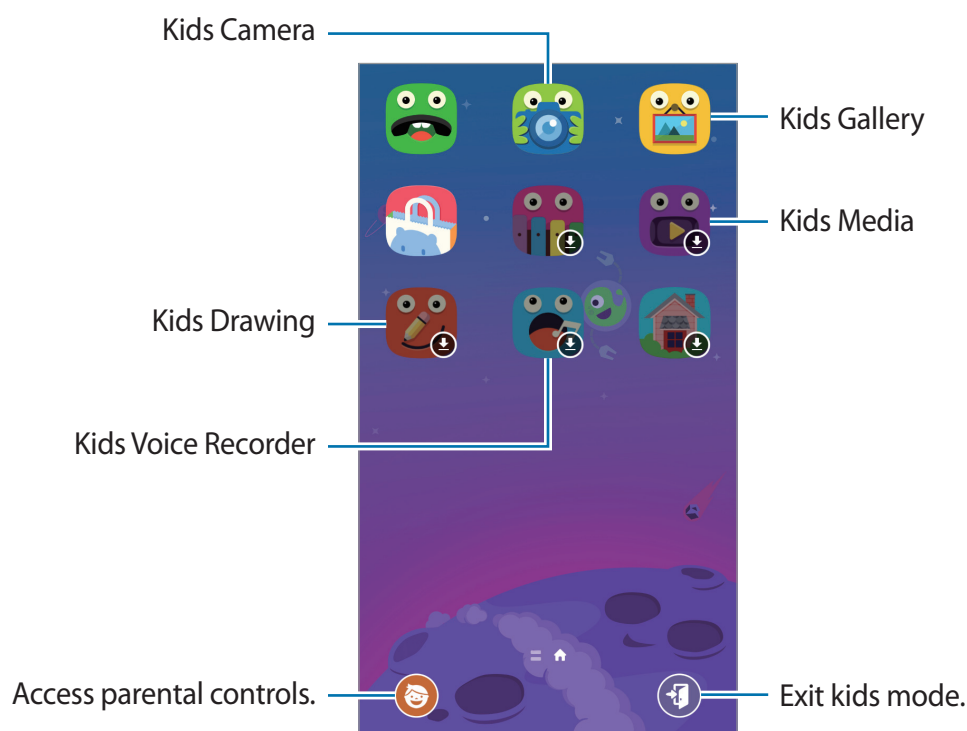 Kids Camera
Kids Gallery
Kids Media
Kids Drawing
Kids Voice Recorder
Access parental controls.
Exit kids mode.